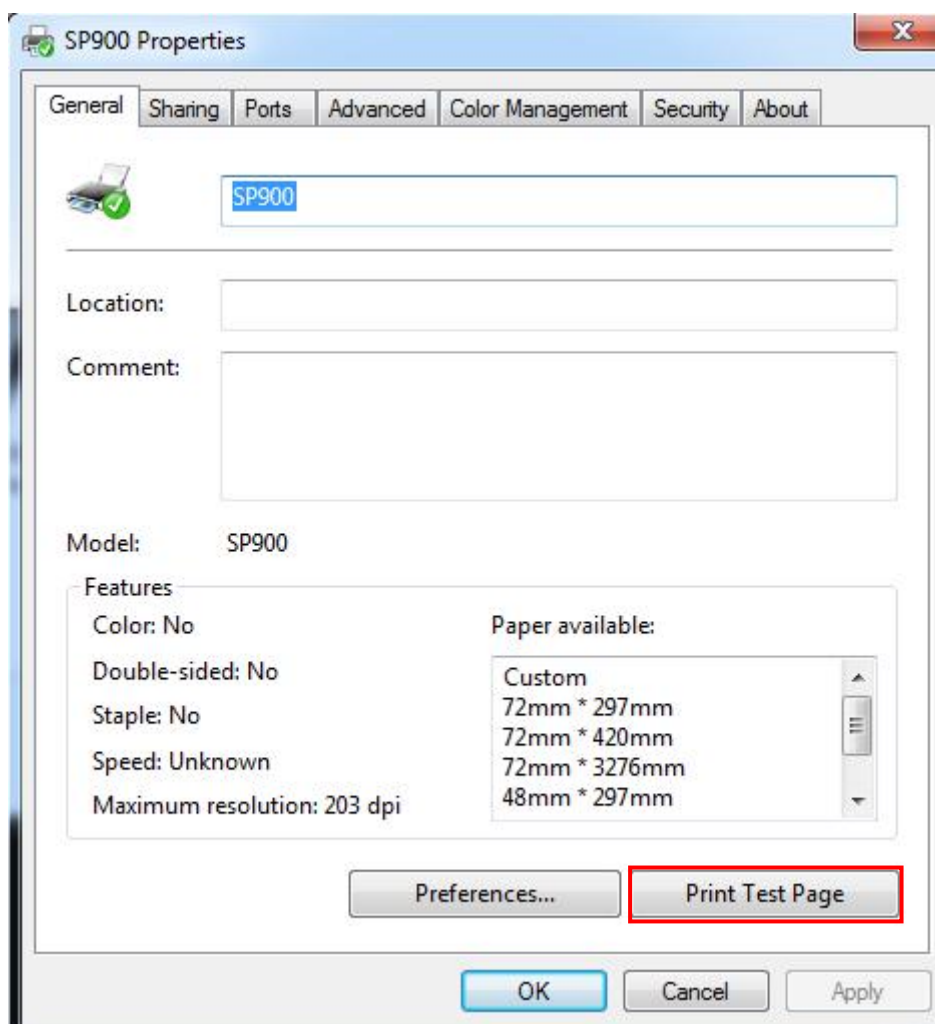 SP900 Properties
General Sharing Ports Advanced Color Management Security About
SP900
Location:
Comment:
Model: SP900
Features
Color: No
Double-sided: No
Staple: No
Speed: Unknown
Maximum resolution: 203 dpi
Paper available:
Custom
72mm * 297mm
72mm * 420mm
72mm * 3276mm
48mm * 297mm
Preferences... Print Test Page
OK Cancel Apply